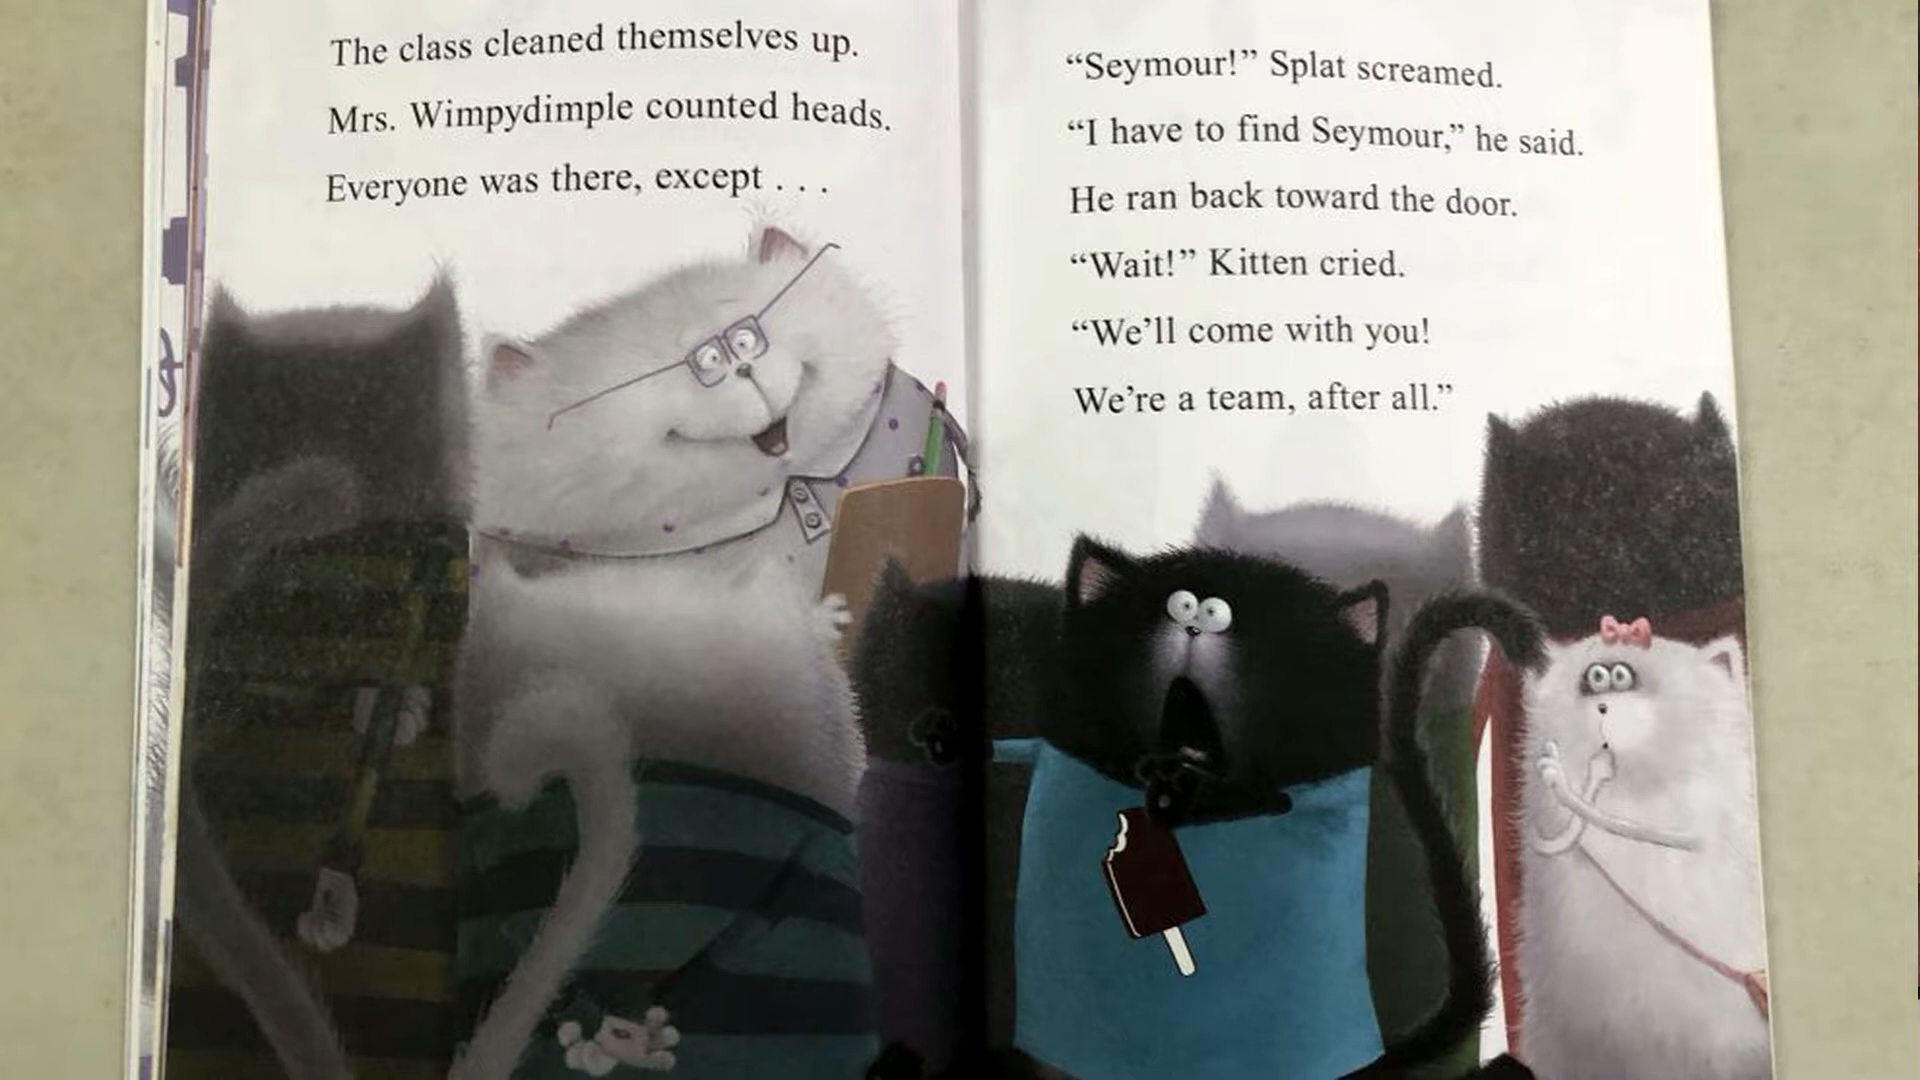 The class cleaned themselves up.
Mrs. Wimpydimple counted heads.
Everyone was there, except . . .
“Seymour!” Splat screamed.
“I have to find Seymour,” he said.
He ran back toward the door.
“Wait!” Kitten cried.
“We’ll come with you!
We’re a team, after all.”